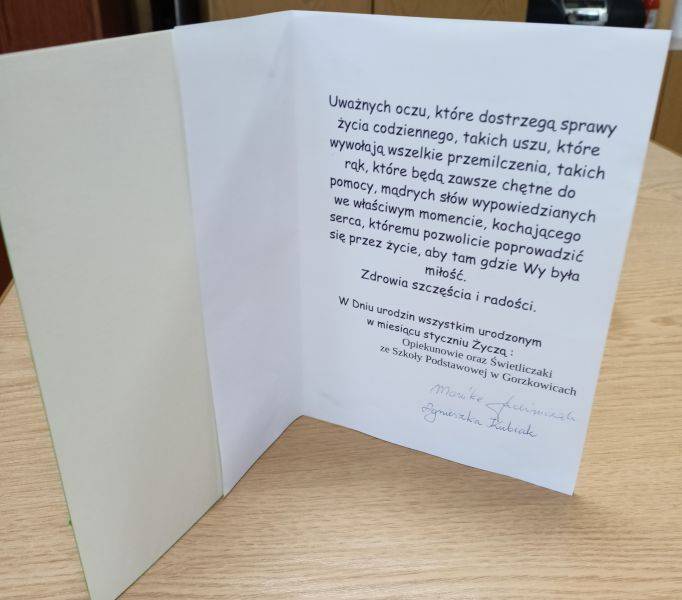 Uważnych oczu, które dostrzegą sprawy
życia codziennego, takich uszu, które
wywołają wszelkie przemilczenia, takich
rąk, które będą zawsze chętne do
pomocy, mądrych słów wypowiedzianych
we właściwym momencie, kochającego
serca, któremu pozwolicie poprowadzić
się przez życie, aby tam gdzie Wy była
miłość.
Zdrowia szczęścia i radości.
W Dniu urodzin wszystkim urodzonym
w miesiącu styczniu Życzą :
Opiekunowie oraz Świetliczaki
ze Szkoły Podstawowej w Gorzkowicach
Monika
Agnieszka Kubiak